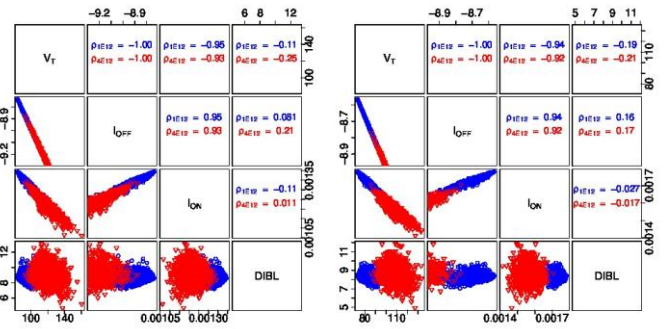 −9.2 −8.9 6 8 12
V_T
ρ1E12 = −1.00 ρ1E12 = −0.95 ρ1E12 = −0.11
ρ4E12 = −1.00 ρ4E12 = −0.93 ρ4E12 = −0.25
100 140
−9.2 −8.9
I_OFF
ρ1E12 = 0.95 ρ1E12 = 0.081
ρ4E12 = 0.93 ρ4E12 = 0.21
I_ON
ρ1E12 = −0.11
ρ4E12 = 0.011
0.00105 0.00135
6 8 12
DIBL
100 140 0.00105 0.00130
−8.9 −8.7 5 7 9 11
V_T
ρ1E12 = −1.00 ρ1E12 = −0.94 ρ1E12 = −0.19
ρ4E12 = −1.00 ρ4E12 = −0.92 ρ4E12 = −0.21
80 110
−8.9 −8.7
I_OFF
ρ1E12 = 0.94 ρ1E12 = 0.16
ρ4E12 = 0.92 ρ4E12 = 0.17
I_ON
ρ1E12 = −0.027
ρ4E12 = −0.017
0.0014 0.0017
5 7 9 11
DIBL
80 110 0.0014 0.0017